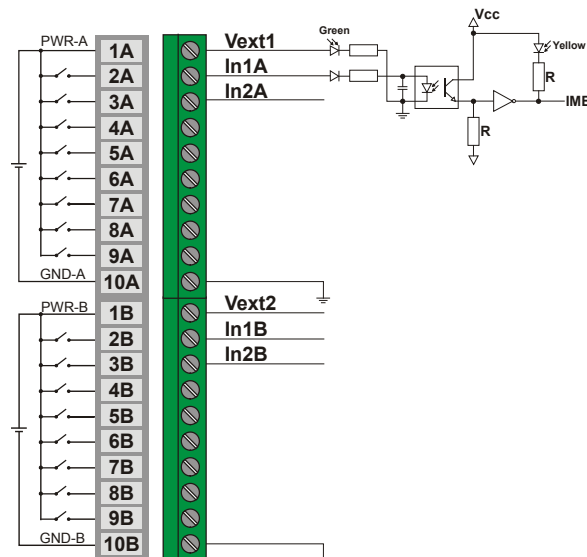 PWR-A
1A
Vext1
Green
Vcc
Yellow
2A
In1A
R
3A
In2A
IME
4A
R
5A
6A
7A
8A
9A
GND-A
10A
PWR-B
1B
Vext2
2B
In1B
3B
In2B
4B
5B
6B
7B
8B
9B
GND-B
10B